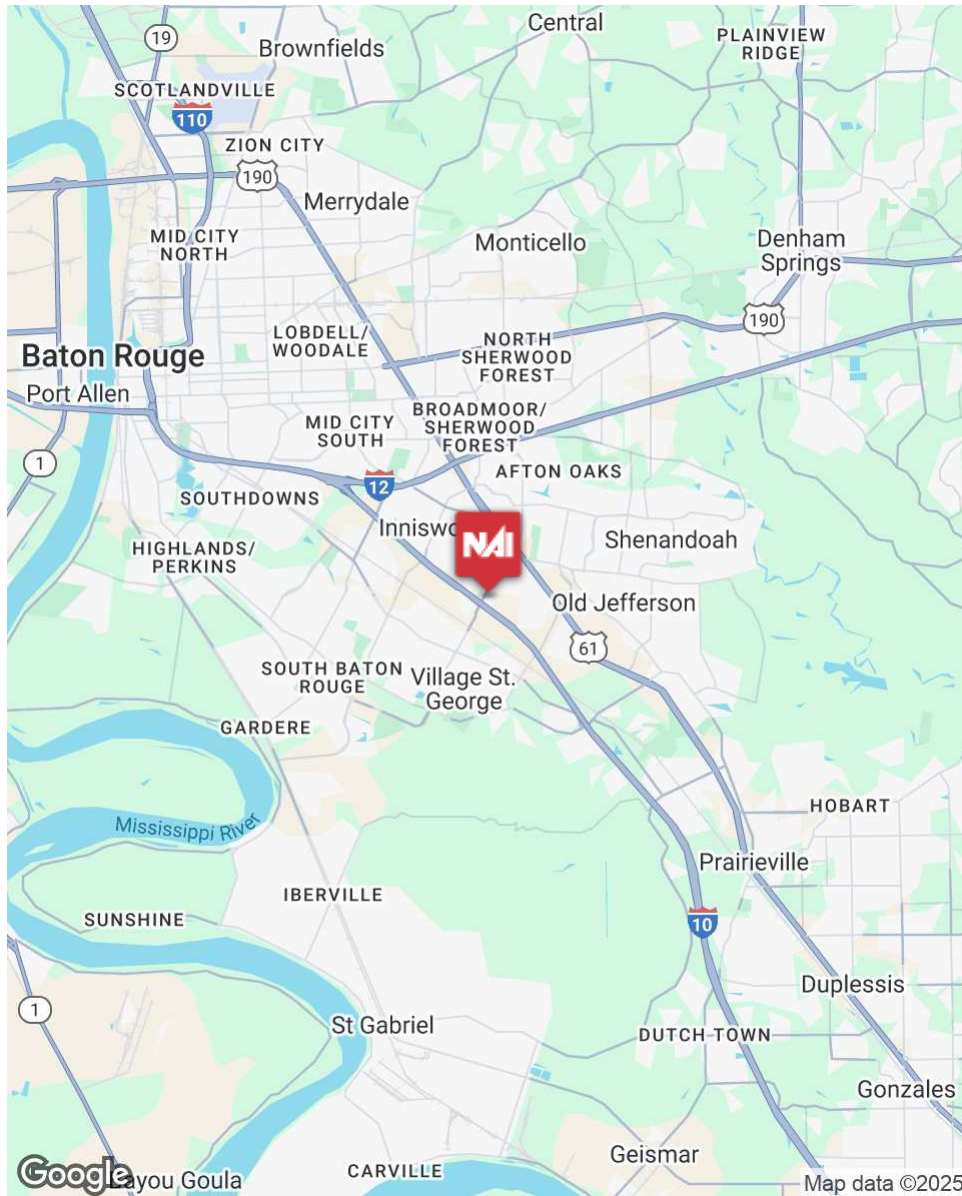 Central
PLAINVIEW
RIDGE
19
Brownfields
SCOTLANDVILLE
110
ZION CITY
190
Merrydale
MID CITY
NORTH
Monticello
Denham
Springs
190
LOBDELL/
WOODALE
NORTH
SHERWOOD
FOREST
Baton Rouge
Port Allen
MID CITY
SOUTH
BROADMOOR/
SHERWOOD
FOREST
1
12
AFTON OAKS
SOUTHDOWNS
Innisw
NAI
Shenandoah
HIGHLANDS/
PERKINS
Old Jefferson
61
SOUTH BATON
ROUGE
Village St.
George
GARDERE
Mississippi River
HOBART
Prairieville
IBERVILLE
SUNSHINE
10
Duplessis
1
St Gabriel
DUTCH TOWN
Gonzales
Geismar
CARVILLE
Google
Bayou Goula
Map data ©2025